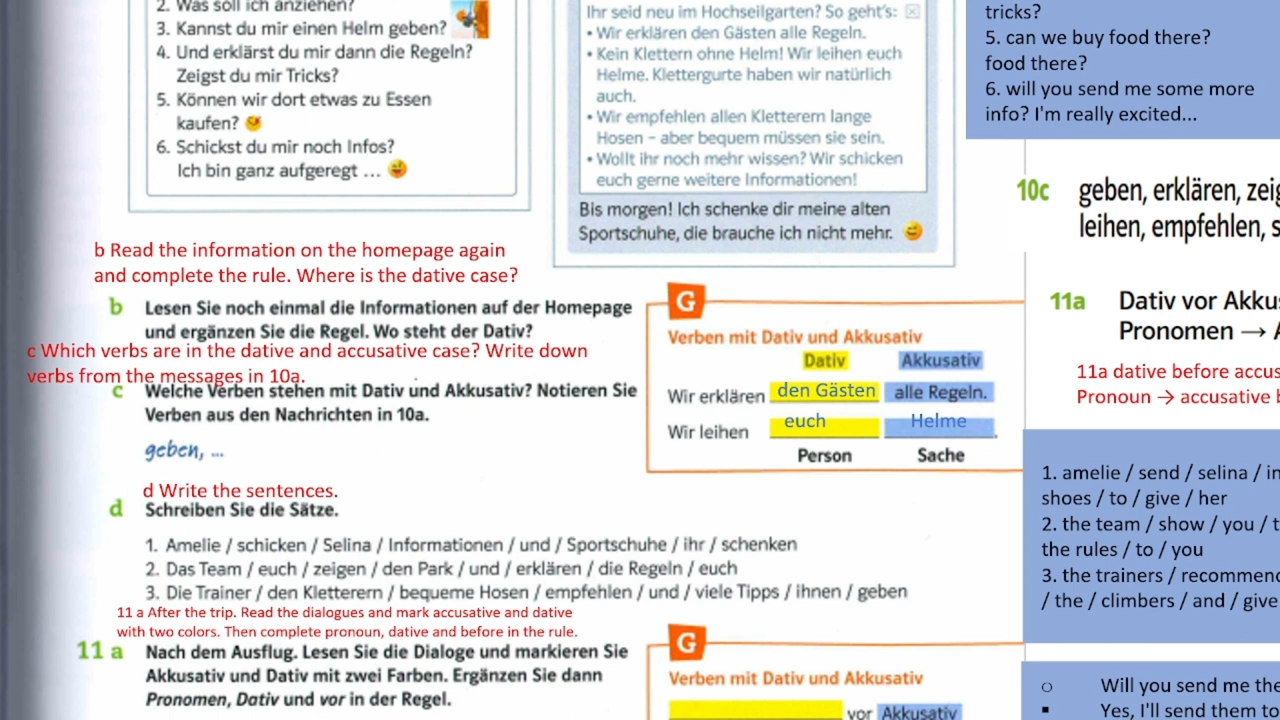 2. Was soll ich anziehen?
3. Kannst du mir einen Helm geben?
4. Und erklärst du mir dann die Regeln?
Zeigst du mir Tricks?
5. Können wir dort etwas zu Essen
kaufen?
6. Schickst du mir noch Infos?
Ich bin ganz aufgeregt ...
Ihr seid neu im Hochseilgarten? So geht's:
• Wir erklären den Gästen alle Regeln.
• Kein Klettern ohne Helm! Wir leihen euch
Helme. Klettergurte haben wir natürlich
auch.
• Wir empfehlen allen Kletterern lange
Hosen – aber bequem müssen sie sein.
• Wollt ihr noch mehr wissen? Wir schicken
euch gerne weitere Informationen!
Bis morgen! Ich schenke dir meine alten
Sportschuhe, die brauche ich nicht mehr.
tricks?
5. can we buy food there?
food there?
6. will you send me some more
info? I'm really excited...
10c geben, erklären, zeig
leihen, empfehlen, s
b Read the information on the homepage again
and complete the rule. Where is the dative case?
b Lesen Sie noch einmal die Informationen auf der Homepage
und ergänzen Sie die Regel. Wo steht der Dativ?
c Which verbs are in the dative and accusative case? Write down
verbs from the messages in 10a.
c Welche Verben stehen mit Dativ und Akkusativ? Notieren Sie
Verben aus den Nachrichten in 10a.
geben, ...
G
Verben mit Dativ und Akkusativ
Dativ Akkusativ
Wir erklären den Gästen alle Regeln.
Wir leihen euch Helme.
Person Sache
11a Dativ vor Akku
Pronomen → A
11a dative before accus
Pronoun → accusative b
d Write the sentences.
d Schreiben Sie die Sätze.
1. Amelie / schicken / Selina / Informationen / und / Sportschuhe / ihr / schenken
2. Das Team / euch / zeigen / den Park / und / erklären / die Regeln / euch
3. Die Trainer / den Kletterern / bequeme Hosen / empfehlen / und / viele Tipps / ihnen / geben
1. amelie / send / selina / in
shoes / to / give / her
2. the team / show / you / t
the rules / to / you
3. the trainers / recommend
/ the / climbers / and / give
11 a After the trip. Read the dialogues and mark accusative and dative
with two colors. Then complete pronoun, dative and before in the rule.
11 a Nach dem Ausflug. Lesen Sie die Dialoge und markieren Sie
Akkusativ und Dativ mit zwei Farben. Ergänzen Sie dann
Pronomen, Dativ und vor in der Regel.
G
Verben mit Dativ und Akkusativ
vor Akkusativ
○ Will you send me the
▪ Yes, I'll send them to